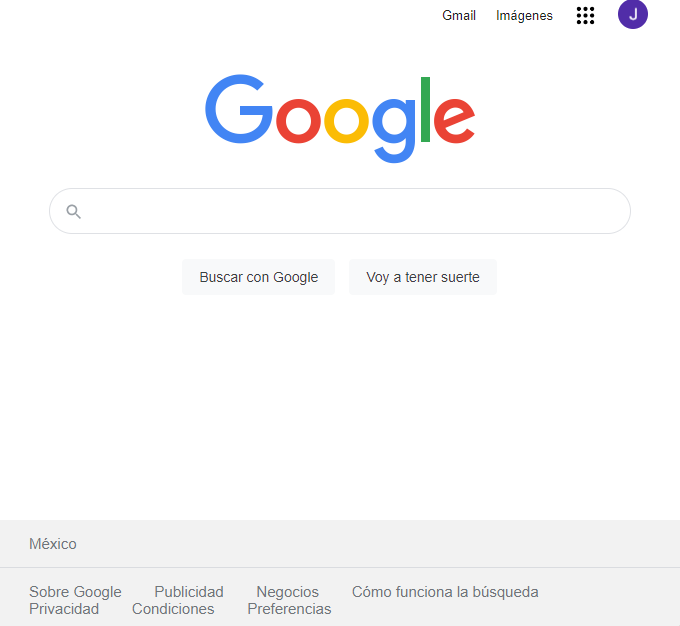 Gmail Imágenes J
Google
Buscar con Google Voy a tener suerte
México
Sobre Google Publicidad Negocios Cómo funciona la búsqueda
Privacidad Condiciones Preferencias